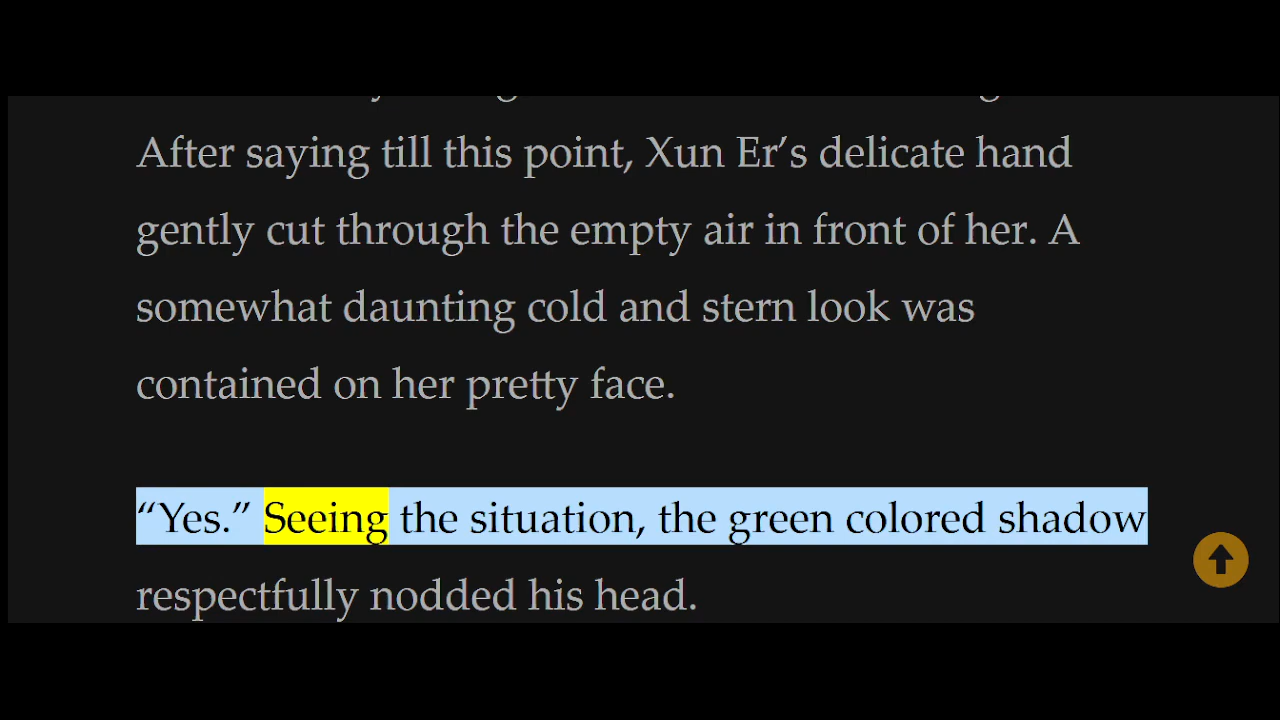 After saying till this point, Xun Er’s delicate hand
gently cut through the empty air in front of her. A
somewhat daunting cold and stern look was
contained on her pretty face.
“Yes.” Seeing the situation, the green colored shadow
respectfully nodded his head.